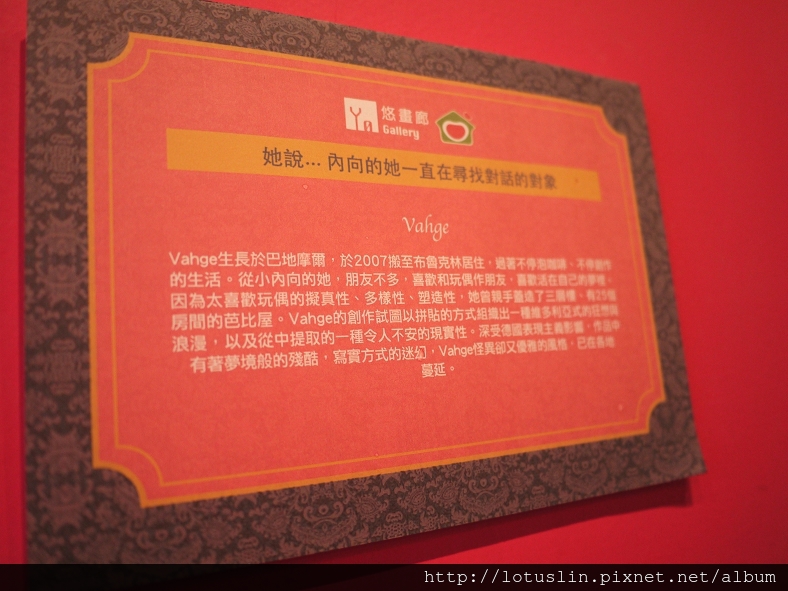 悠畫廊
Ya Gallery
她說... 內向的她一直在尋找對話的對象
Vahge
Vahge生長於巴地摩爾，於2007搬至布魯克林居住，過著不停泡咖啡、不停創作
的生活。從小內向的她，朋友不多，喜歡和玩偶作朋友，喜歡活在自己的夢裡。
因為太喜歡玩偶的擬真性、多樣性、塑造性，她曾親手蓋造了三層樓、有25個
房間的芭比屋。Vahge的創作試圖以拼貼的方式組織出一種維多利亞式的狂想與
浪漫，以及從中提取的一種令人不安的現實性。深受德國表現主義影響，作品中
有著夢境般的殘酷，寫實方式的迷幻，Vahge怪異卻又優雅的風格，已在各地
蔓延。
http://lotuslin.pixnet.net/album